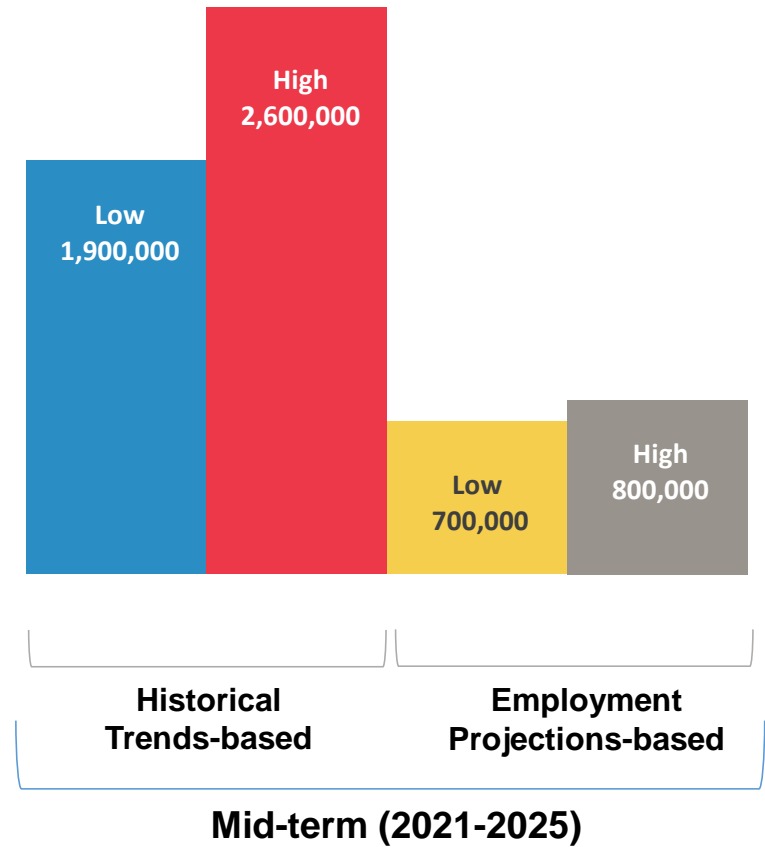 High
2,600,000
Low
1,900,000
Low
700,000
High
800,000
Historical
Trends-based
Employment
Projections-based
Mid-term (2021-2025)